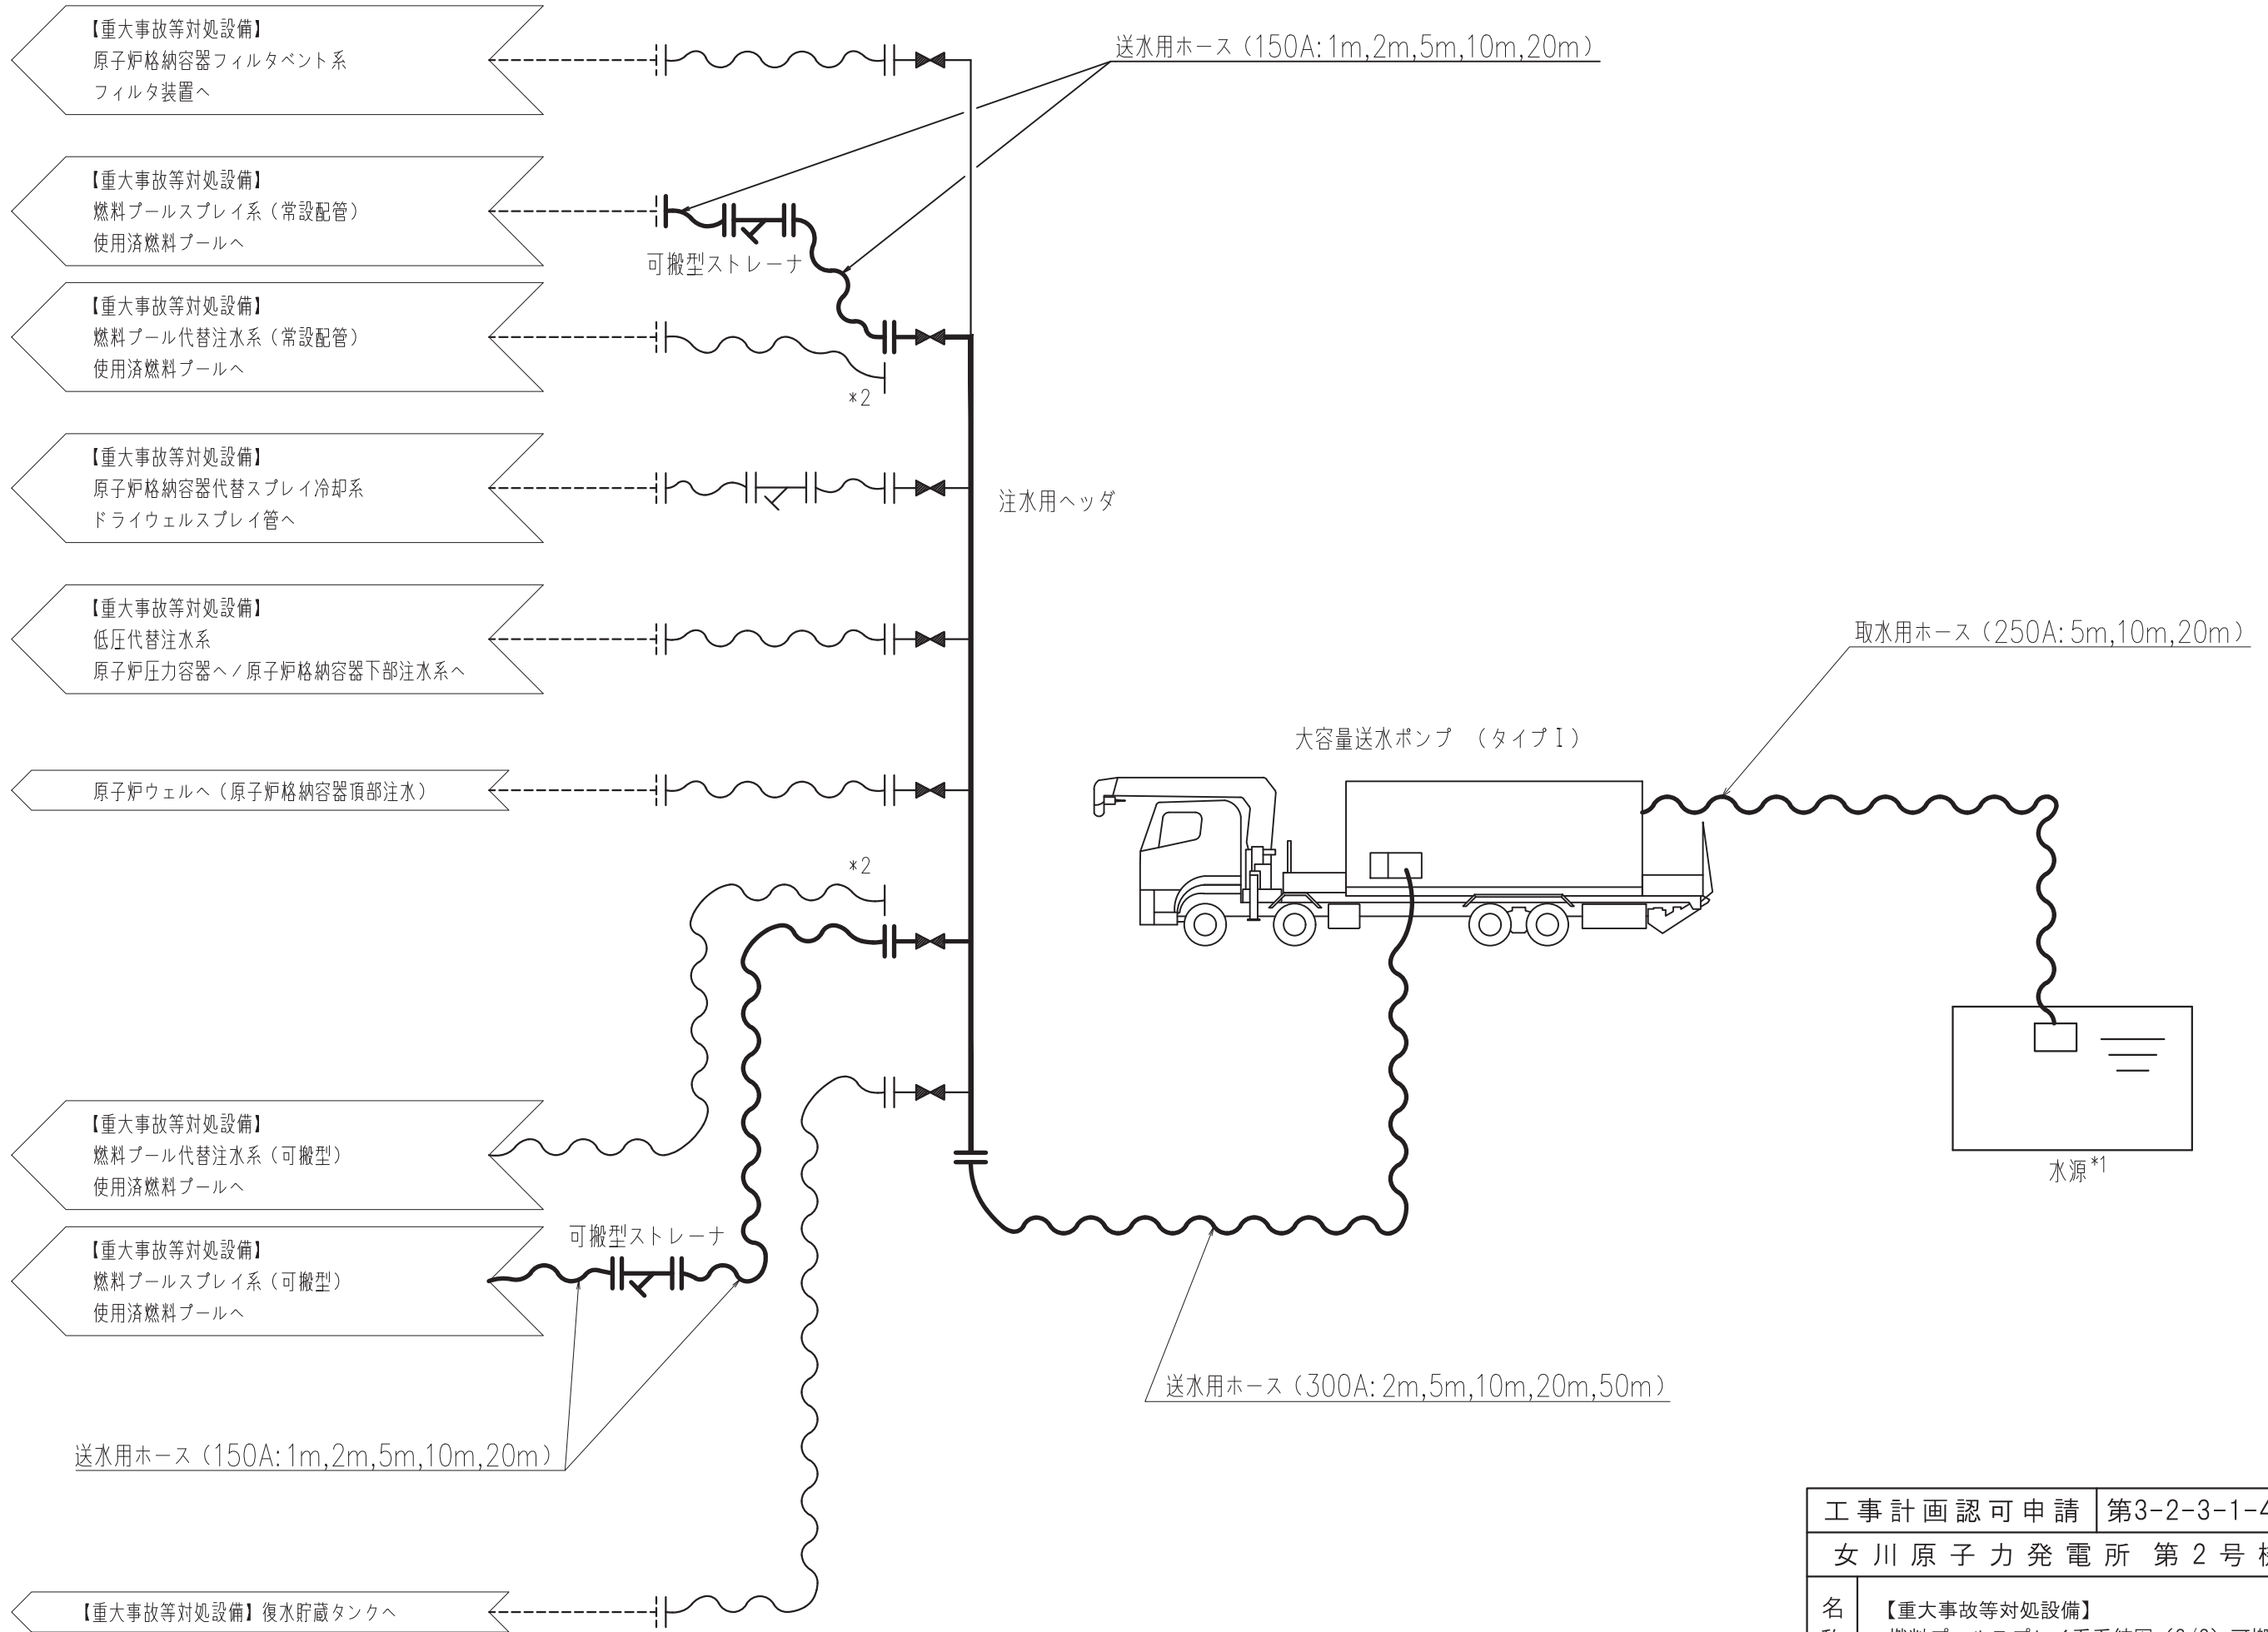 【重大事故等対処設備】
原子炉格納容器フィルタベント系
フィルタ装置へ
送水用ホース（150A:1m,2m,5m,10m,20m）
【重大事故等対処設備】
燃料プールスプレイ系（常設配管）
使用済燃料プールへ
可搬型ストレーナ
【重大事故等対処設備】
燃料プール代替注水系（常設配管）
使用済燃料プールへ
*2
【重大事故等対処設備】
原子炉格納容器代替スプレイ冷却系
ドライウェルスプレイ管へ
注水用ヘッダ
【重大事故等対処設備】
低圧代替注水系
原子炉圧力容器へ／原子炉格納容器下部注水系へ
取水用ホース（250A:5m,10m,20m）
大容量送水ポンプ　（タイプⅠ）
原子炉ウェルへ（原子炉格納容器頂部注水）
*2
【重大事故等対処設備】
燃料プール代替注水系（可搬型）
使用済燃料プールへ
水源*1
可搬型ストレーナ
【重大事故等対処設備】
燃料プールスプレイ系（可搬型）
使用済燃料プールへ
送水用ホース（300A:2m,5m,10m,20m,50m）
送水用ホース（150A:1m,2m,5m,10m,20m）
工事計画認可申請 第3-2-3-1-4
女川原子力発電所 第2号
名
【重大事故等対処設備】
【重大事故等対処設備】復水貯蔵タンクへ